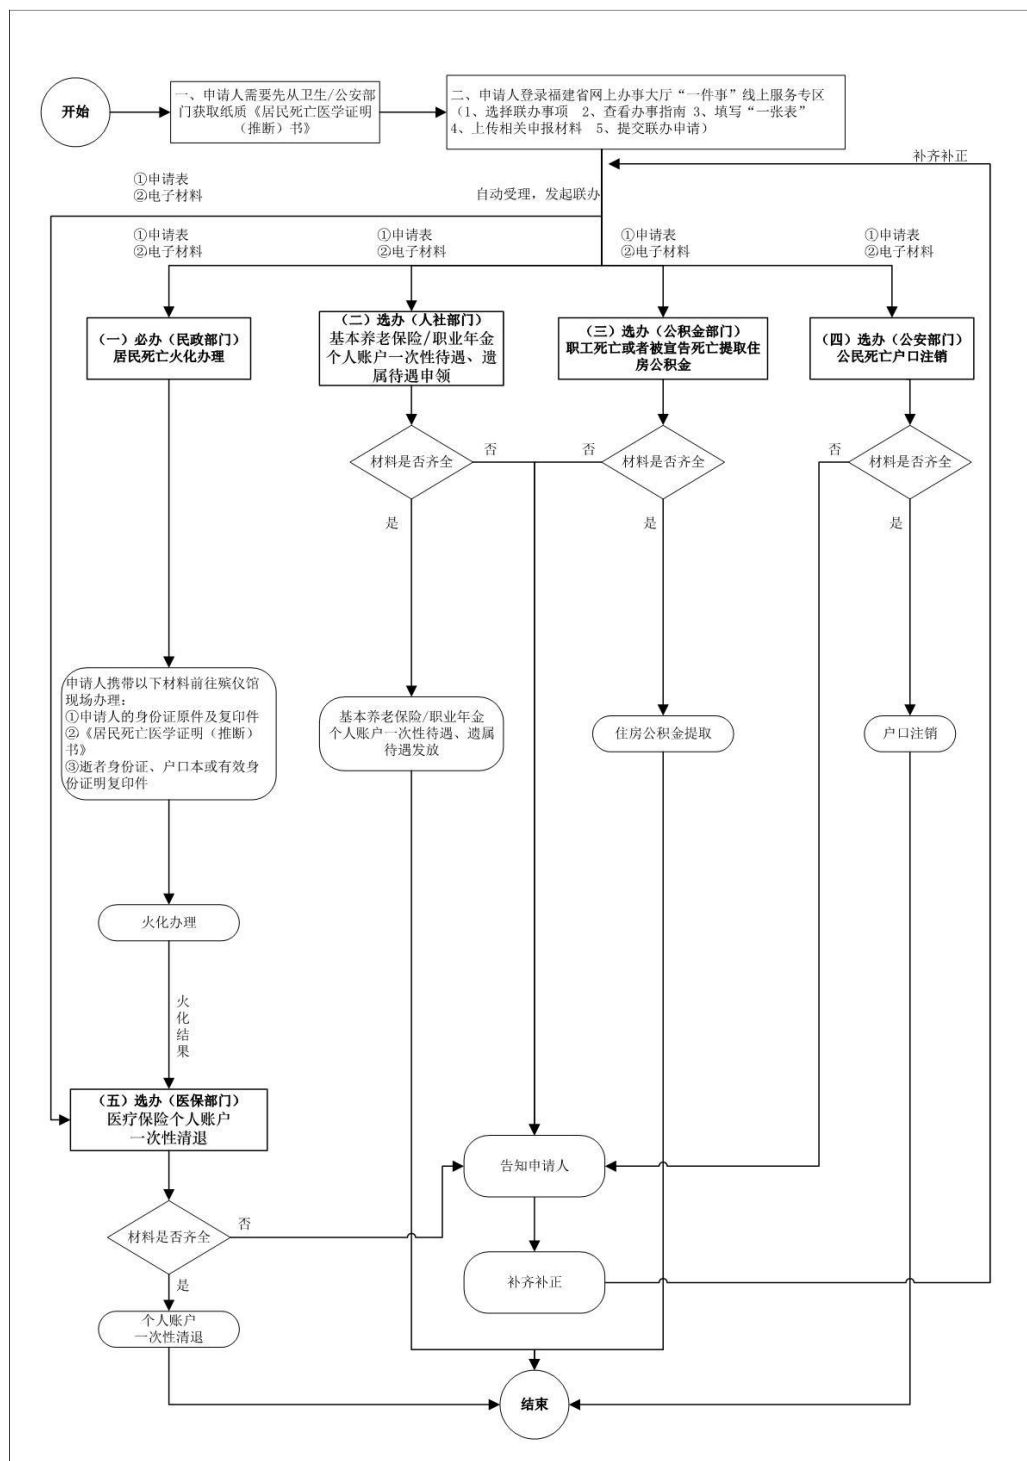 开始
一、申请人需要先从卫生/公安部
门获取纸质《居民死亡医学证明
（推断）书》
二、申请人登录福建省网上办事大厅“一件事”线上服务专区
（1、选择联办事项 2、查看办事指南 3、填写“一张表”
4、上传相关申报材料 5、提交联办申请）
补齐补正
①申请表
②电子材料
自动受理，发起联办
①申请表
②电子材料
①申请表
②电子材料
①申请表
②电子材料
①申请表
②电子材料
（一）必办（民政部门）
居民死亡火化办理
（二）选办（人社部门）
基本养老保险/职业年金
个人账户一次性待遇、遗
属待遇申领
（三）选办（公积金部门）
职工死亡或者被宣告死亡提取住
房公积金
（四）选办（公安部门）
公民死亡户口注销
材料是否齐全
否
否
材料是否齐全
否
材料是否齐全
是
是
是
申请人携带以下材料前往殡仪馆
现场办理：
①申请人的身份证原件及复印件
②《居民死亡医学证明（推断）
书》
③逝者身份证、户口本或有效身
份证明复印件
基本养老保险/职业年金
个人账户一次性待遇、遗属
待遇发放
住房公积金提取
户口注销
火化办理
火
化
结
果
（五）选办（医保部门）
医疗保险个人账户
一次性清退
告知申请人
材料是否齐全
否
补齐补正
是
个人账户
一次性清退
结束